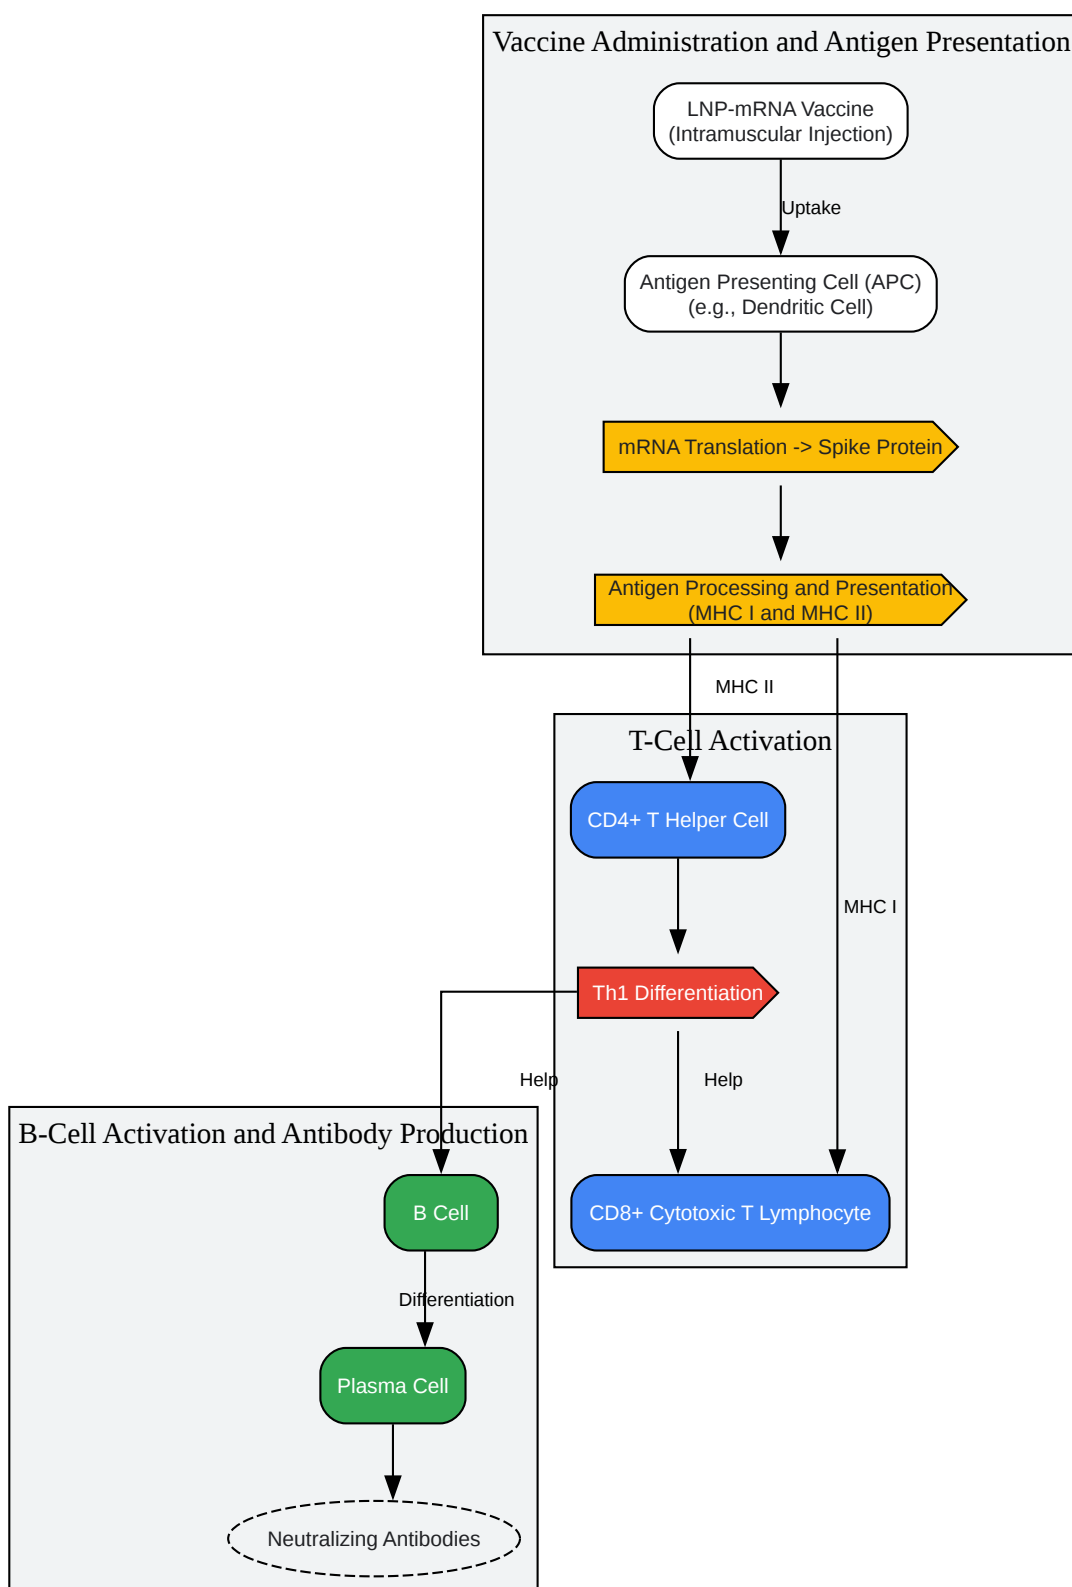 Vaccine Administration and Antigen Presentation
LNP-mRNA Vaccine
(Intramuscular Injection)
Uptake
Antigen Presenting Cell (APC)
(e.g., Dendritic Cell)
mRNA Translation -> Spike Protein
Antigen Processing and Presentation
(MHC I and MHC II)
MHC II
T-Cell Activation
CD4+ T Helper Cell
MHC I
Th1 Differentiation
Help
Help
B-Cell Activation and Antibody Production
B Cell
CD8+ Cytotoxic T Lymphocyte
Differentiation
Plasma Cell
Neutralizing Antibodies